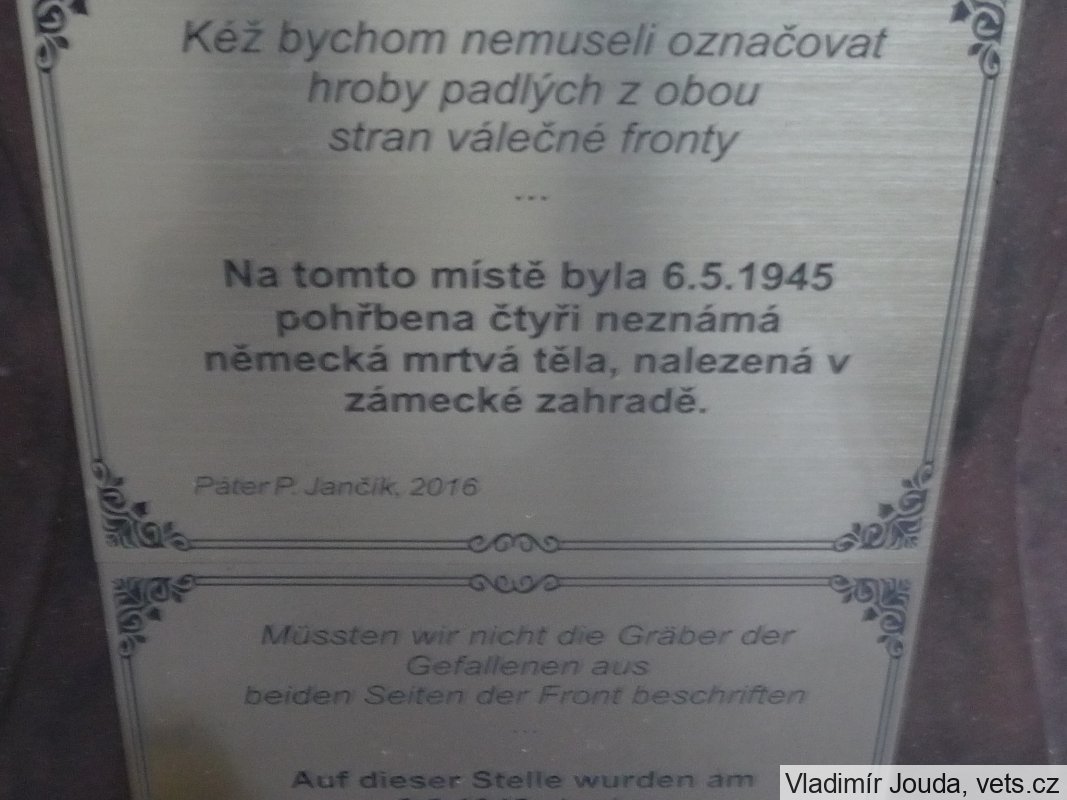 Kéž bychom nemuseli označovat
hroby padlých z obou
stran válečné fronty
...
Na tomto místě byla 6.5.1945
pohřbena čtyři neznámá
německá mrtvá těla, nalezená v
zámecké zahradě.
Páter P. Jančík, 2016
Müssten wir nicht die Gräber der
Gefallenen aus
beiden Seiten der Front beschriften
...
Auf dieser Stelle wurden am
Vladimír Jouda, vets.cz